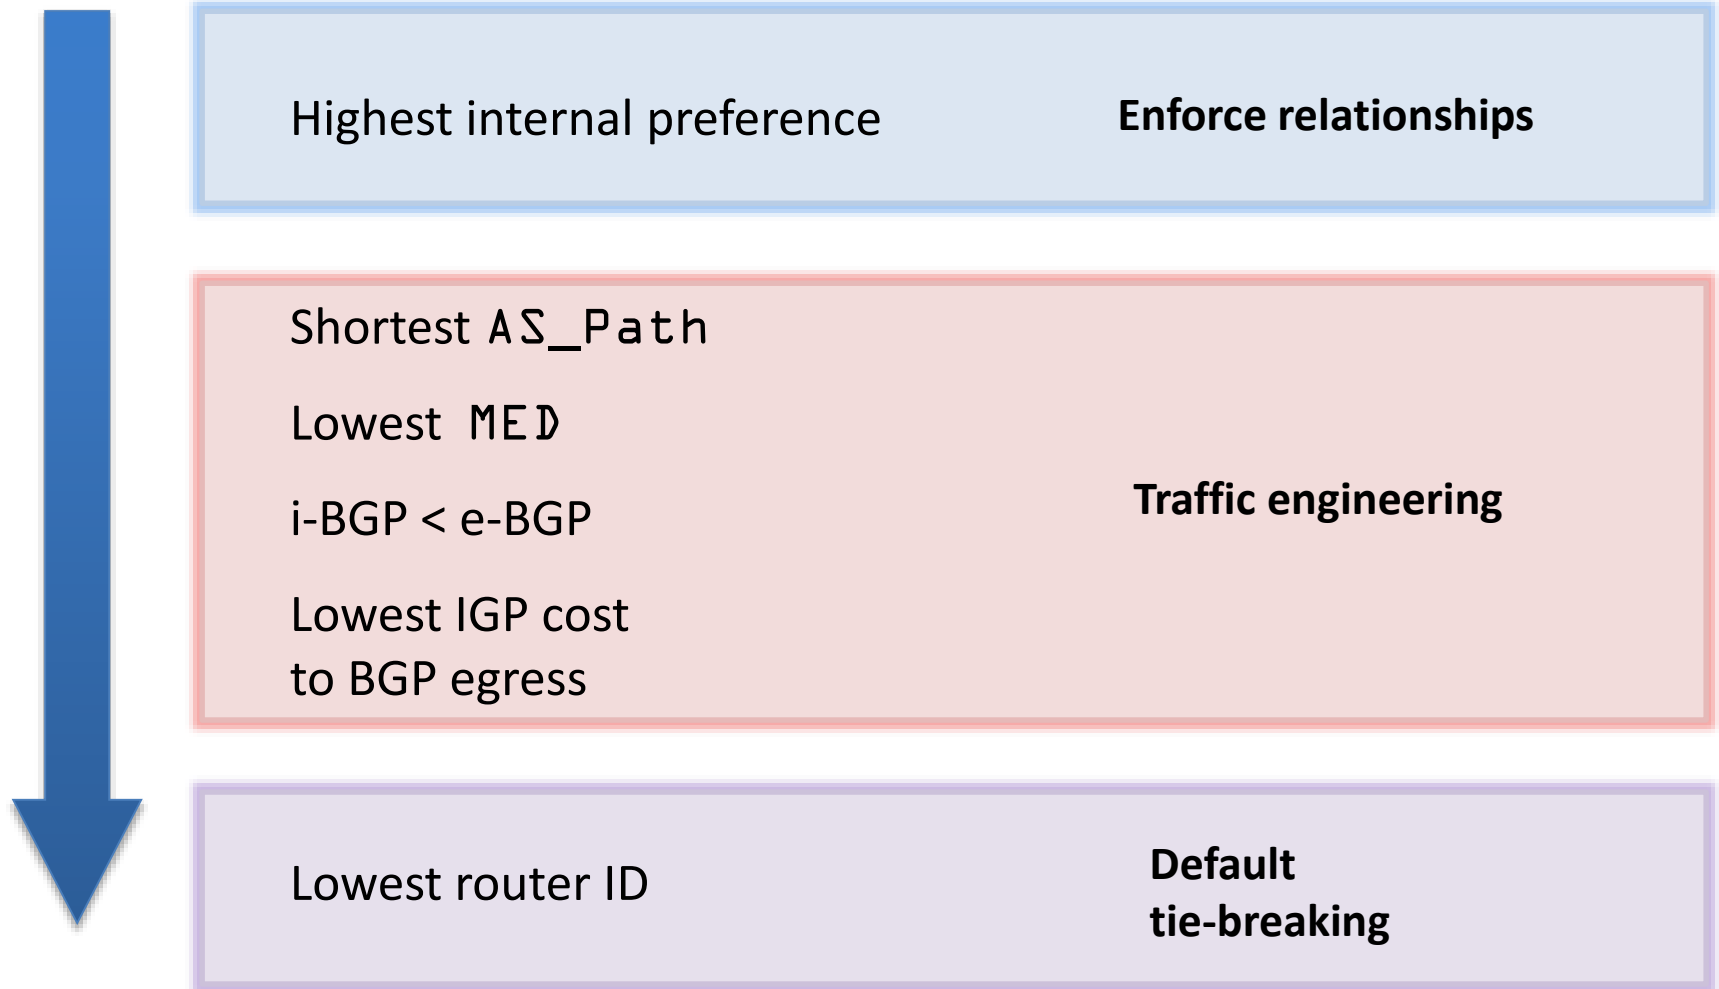 Highest internal preference
Enforce relationships
Shortest AS_Path
Lowest MED
i-BGP < e-BGP
Lowest IGP cost
to BGP egress
Traffic engineering
Lowest router ID
Default
tie-breaking